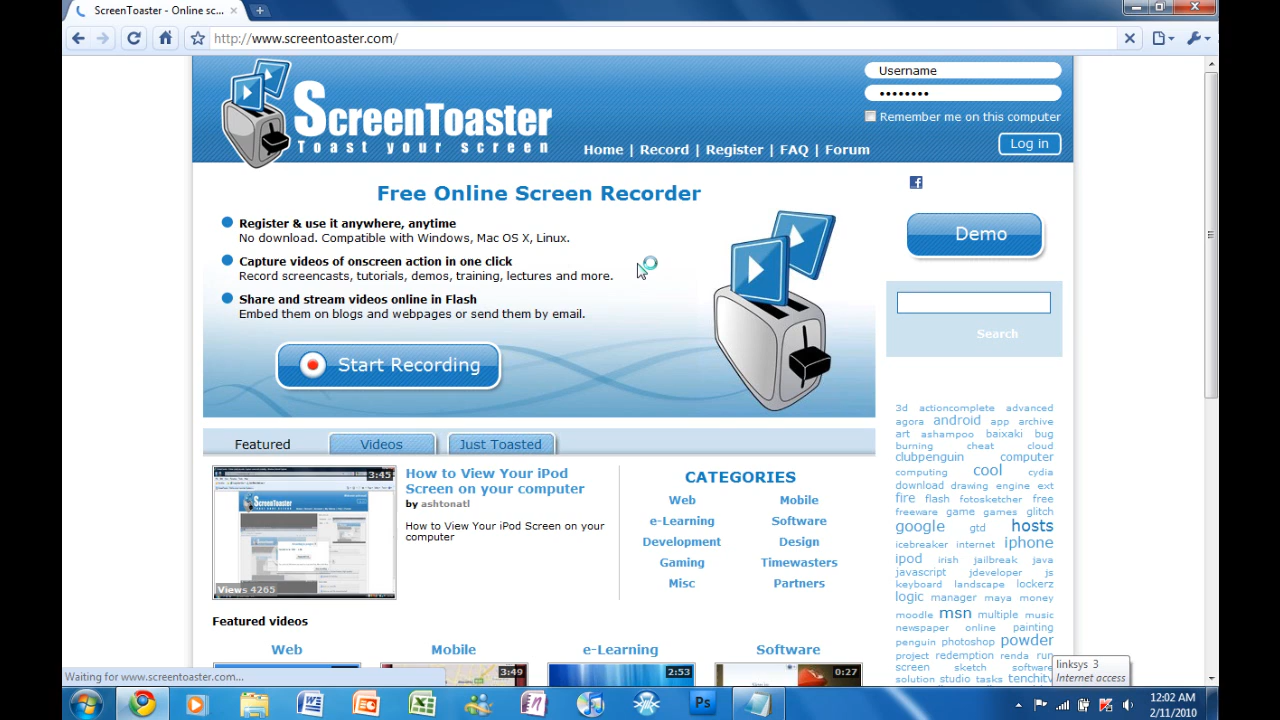 ScreenToaster - Online sc...
http://www.screentoaster.com/
ScreenToaster
Toast your screen
Username
Remember me on this computer
Log in
Home | Record | Register | FAQ | Forum
Free Online Screen Recorder
Register & use it anywhere, anytime
No download. Compatible with Windows, Mac OS X, Linux.
Capture videos of onscreen action in one click
Record screencasts, tutorials, demos, training, lectures and more.
Share and stream videos online in Flash
Embed them on blogs and webpages or send them by email.
Start Recording
Demo
Search
Featured
Videos
Just Toasted
3:45
Views 4265
How to View Your iPod
Screen on your computer
by ashtonatl
How to View Your iPod Screen on your
computer
CATEGORIES
Web Mobile
e-Learning Software
Development Design
Gaming Timewasters
Misc Partners
3d actioncomplete advanced
agora android app archive
art ashampoo baixaki bug
burning cheat cloud
clubpenguin computer
computing cool cydia
download drawing engine ext
fire flash fotosketcher free
freeware game games glitch
google gtd hosts
icebreaker internet iphone
ipod irish jailbreak java
javascript jdeveloper js
keyboard landscape lockerz
logic manager maya money
moodle msn multiple music
newspaper online painting
penguin photoshop powder
project redemption renda run
screen sketch software
solution studio tasks techcitv
Featured videos
Web
Mobile
e-Learning
Software
3:49
2:53
0:27
Waiting for www.screentoaster.com...
linksys 3
Internet access
Ps
12:02 AM
2/11/2010